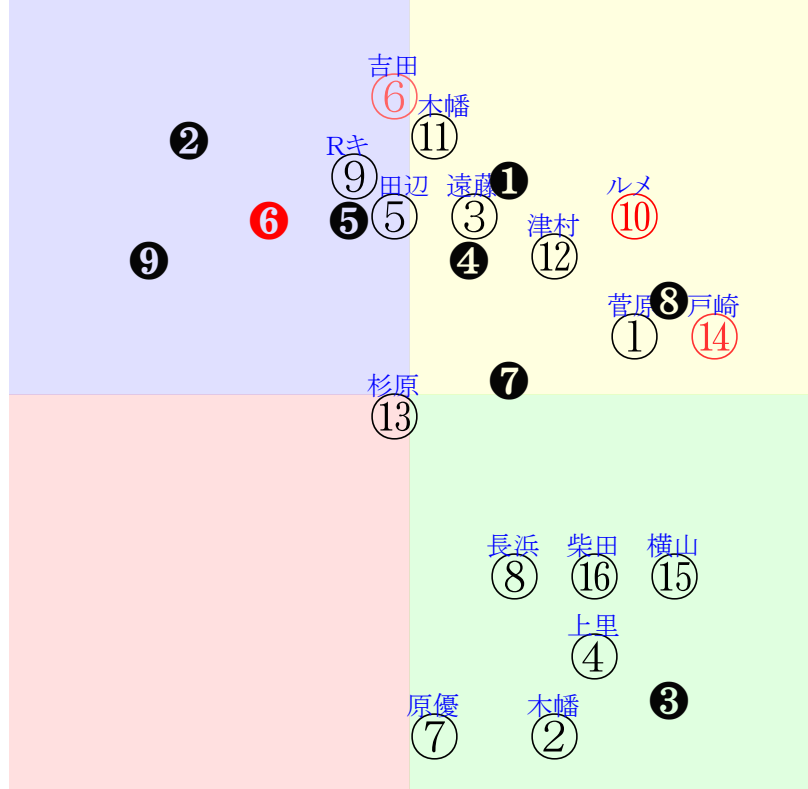 吉田
⑥
木幡
⑪
❷
Rキ
⑨
田辺
⑤
遠藤
③
❶
ルメ
⑩
❻
❺
津村
⑫
❾
❹
菅原
①
❽
戸崎
⑭
❼
杉原
⑬
長浜
⑧
柴田
⑯
横山
⑮
上里
④
❸
原優
⑦
木幡
②